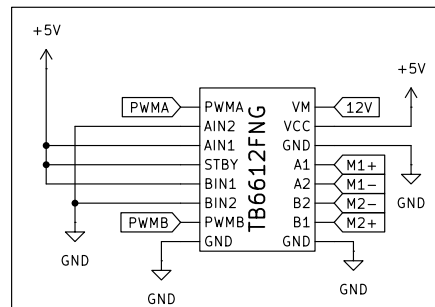 +5V
+5V
PWMA PWMA VM 12V
AIN2 VCC
AIN1 GND
STBY A1 M1+
BIN1 A2 M1-
BIN2 B2 M2-
PWMB PWMB B1 M2+
GND GND
TB6612FNG
GND
GND
GND
GND